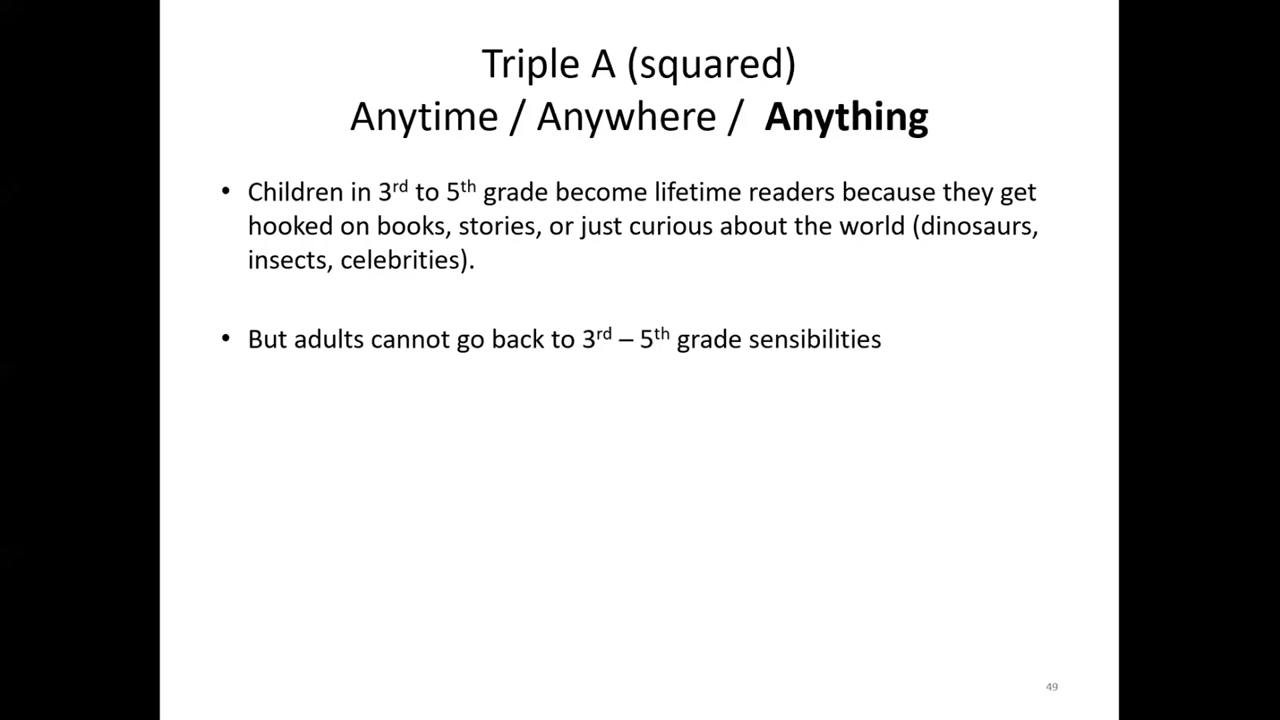 Triple A (squared)
Anytime / Anywhere / Anything
• Children in 3rd to 5th grade become lifetime readers because they get
hooked on books, stories, or just curious about the world (dinosaurs,
insects, celebrities).
• But adults cannot go back to 3rd – 5th grade sensibilities
49